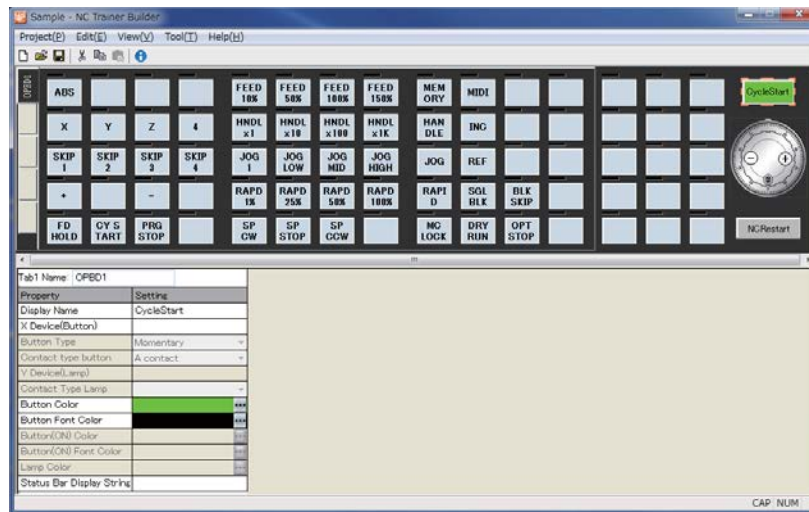 Sample - NC Trainer Builder
Project(P) Edit(E) View(V) Tool(T) Help(H)
OPBD1
ABS FEED 10% FEED 50% FEED 100% FEED 150% MEM ORY MIDI CycleStart
X Y Z 4 HNDL x1 HNDL x10 HNDL x100 HNDL x1K HAN DLE INC
SKIP 1 SKIP 2 SKIP 3 SKIP 4 JOG 1 JOG LOW JOG MID JOG HIGH JOG REF
+ - RAPD 1% RAPD 25% RAPD 50% RAPD 100% RAPI D SGL BLK BLK SKIP
FD HOLD CY S TART PRG STOP SP CW SP STOP SP CCW MC LOCK DRY RUN OPT STOP NCRestart
Tab1 Name: OPBD1
Property Setting
Display Name CycleStart
X Device(Button)
Button Type Momentary
Contact type button A contact
Y Device(Lamp)
Contact Type Lamp
Button Color
Button Font Color
Button(ON) Color
Button(ON) Font Color
Lamp Color
Status Bar Display String
CAP NUM